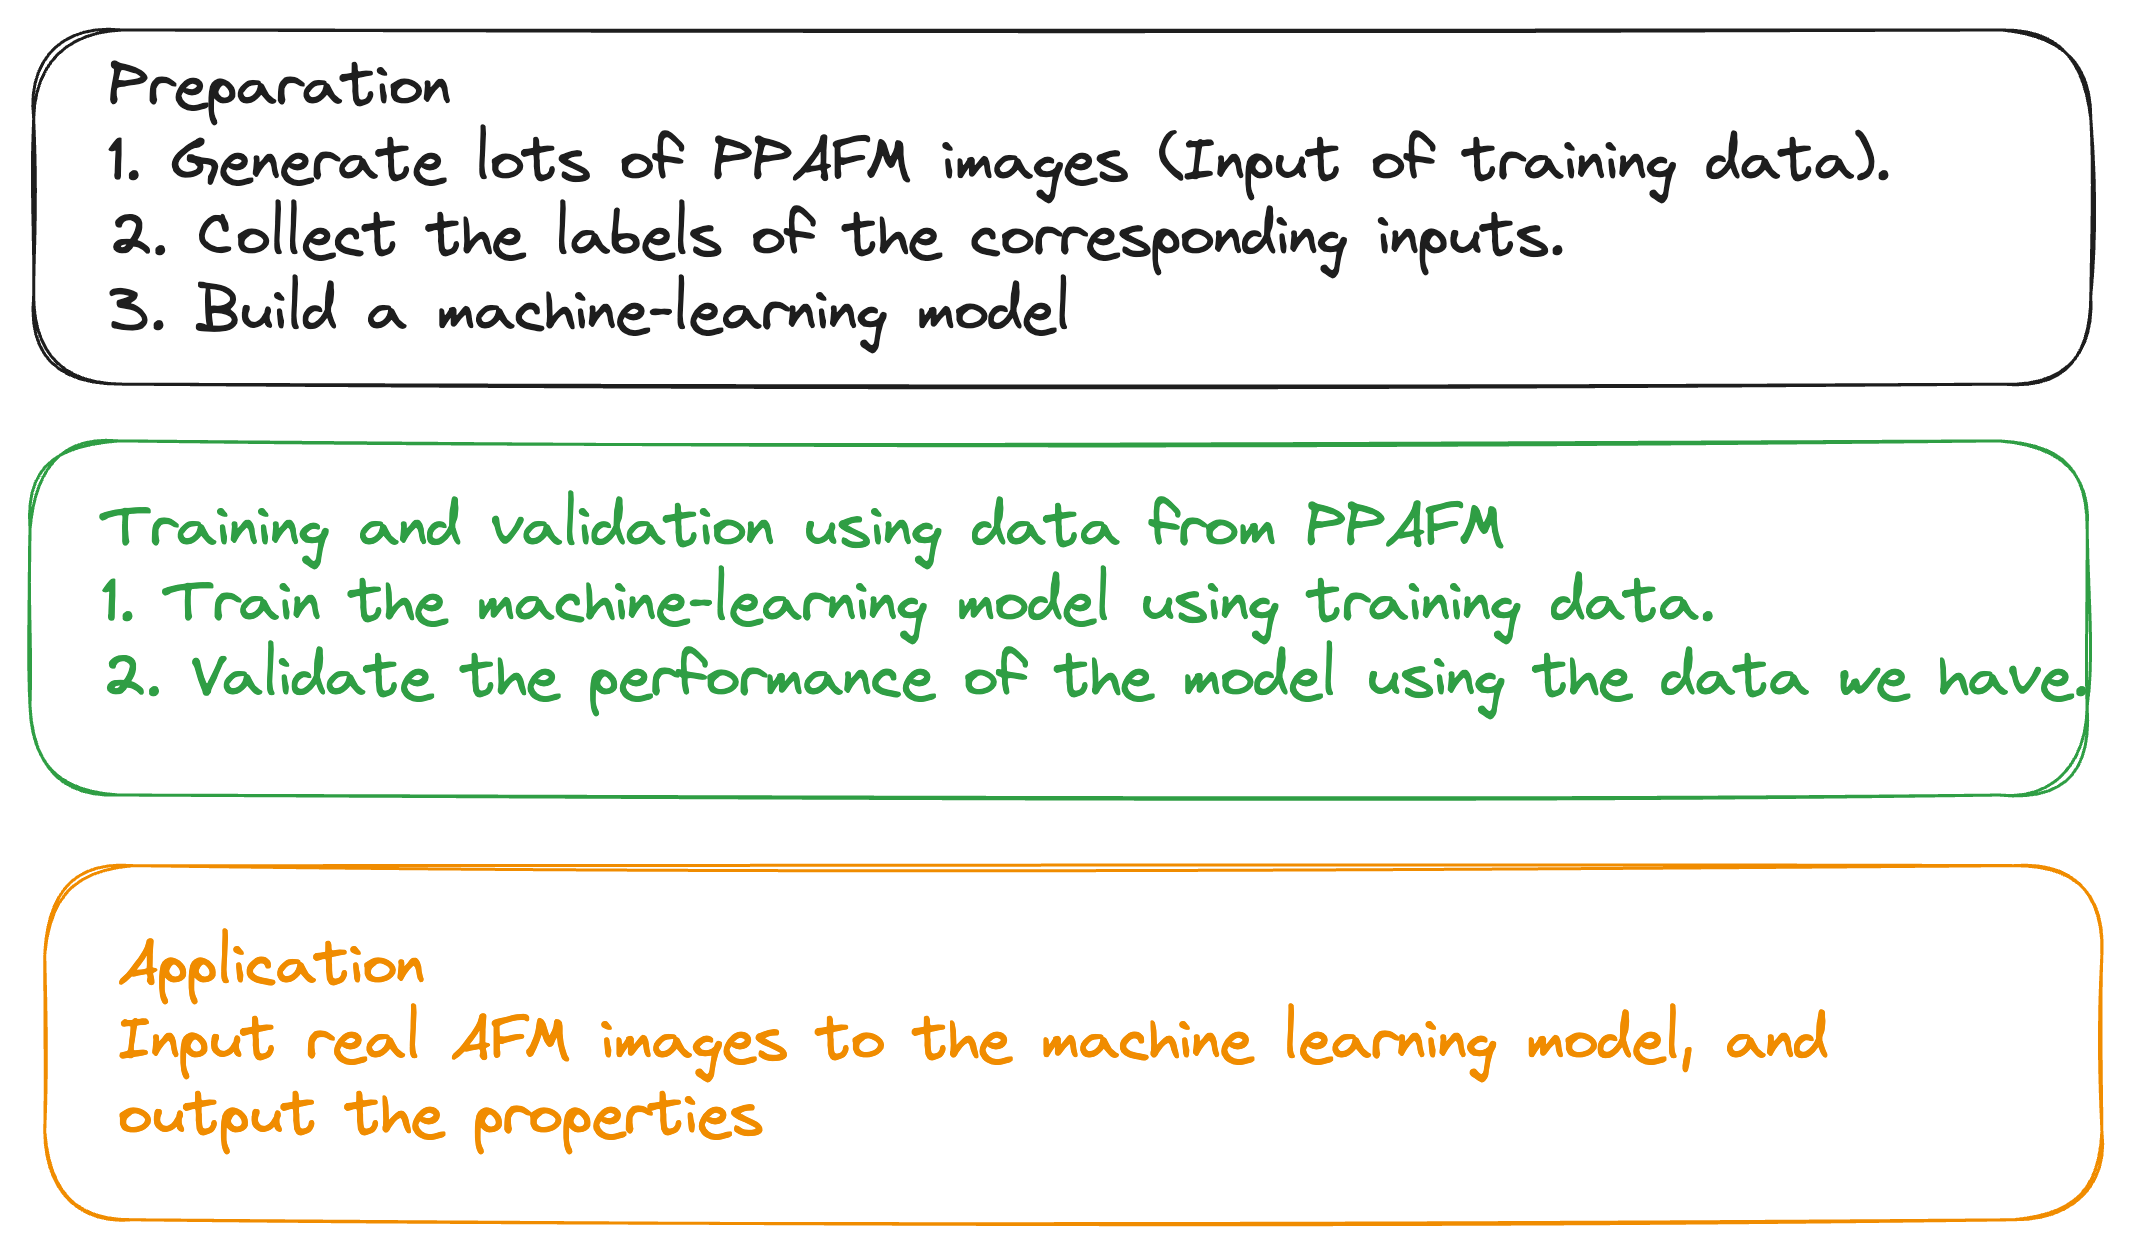 Preparation
1. Generate lots of PPAFM images (Input of training data).
2. Collect the labels of the corresponding inputs.
3. Build a machine-learning model
Training and validation using data from PPAFM
1. Train the machine-learning model using training data.
2. Validate the performance of the model using the data we have.
Application
Input real AFM images to the machine learning model, and
output the properties